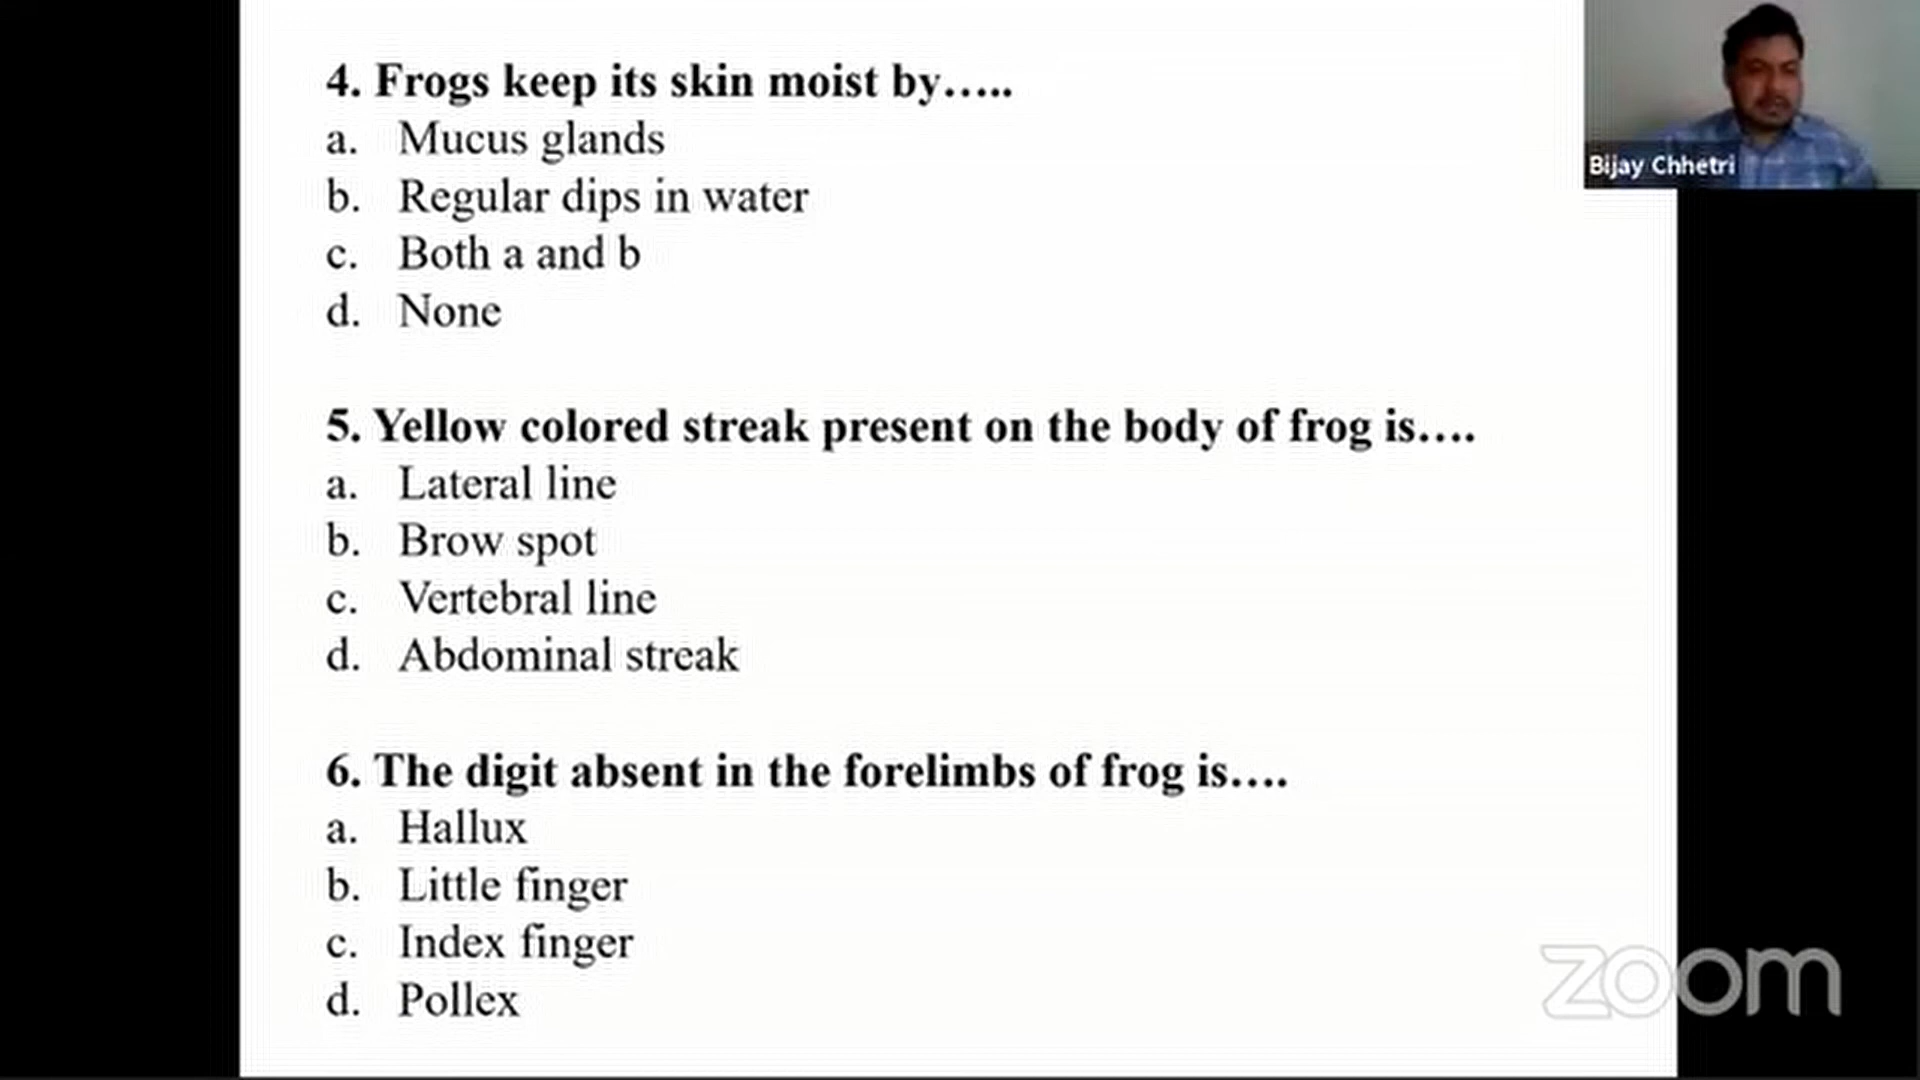 4. Frogs keep its skin moist by.....
a. Mucus glands
b. Regular dips in water
c. Both a and b
d. None
5. Yellow colored streak present on the body of frog is....
a. Lateral line
b. Brow spot
c. Vertebral line
d. Abdominal streak
6. The digit absent in the forelimbs of frog is....
a. Hallux
b. Little finger
c. Index finger
d. Pollex
Bijay Chhetri
zoom